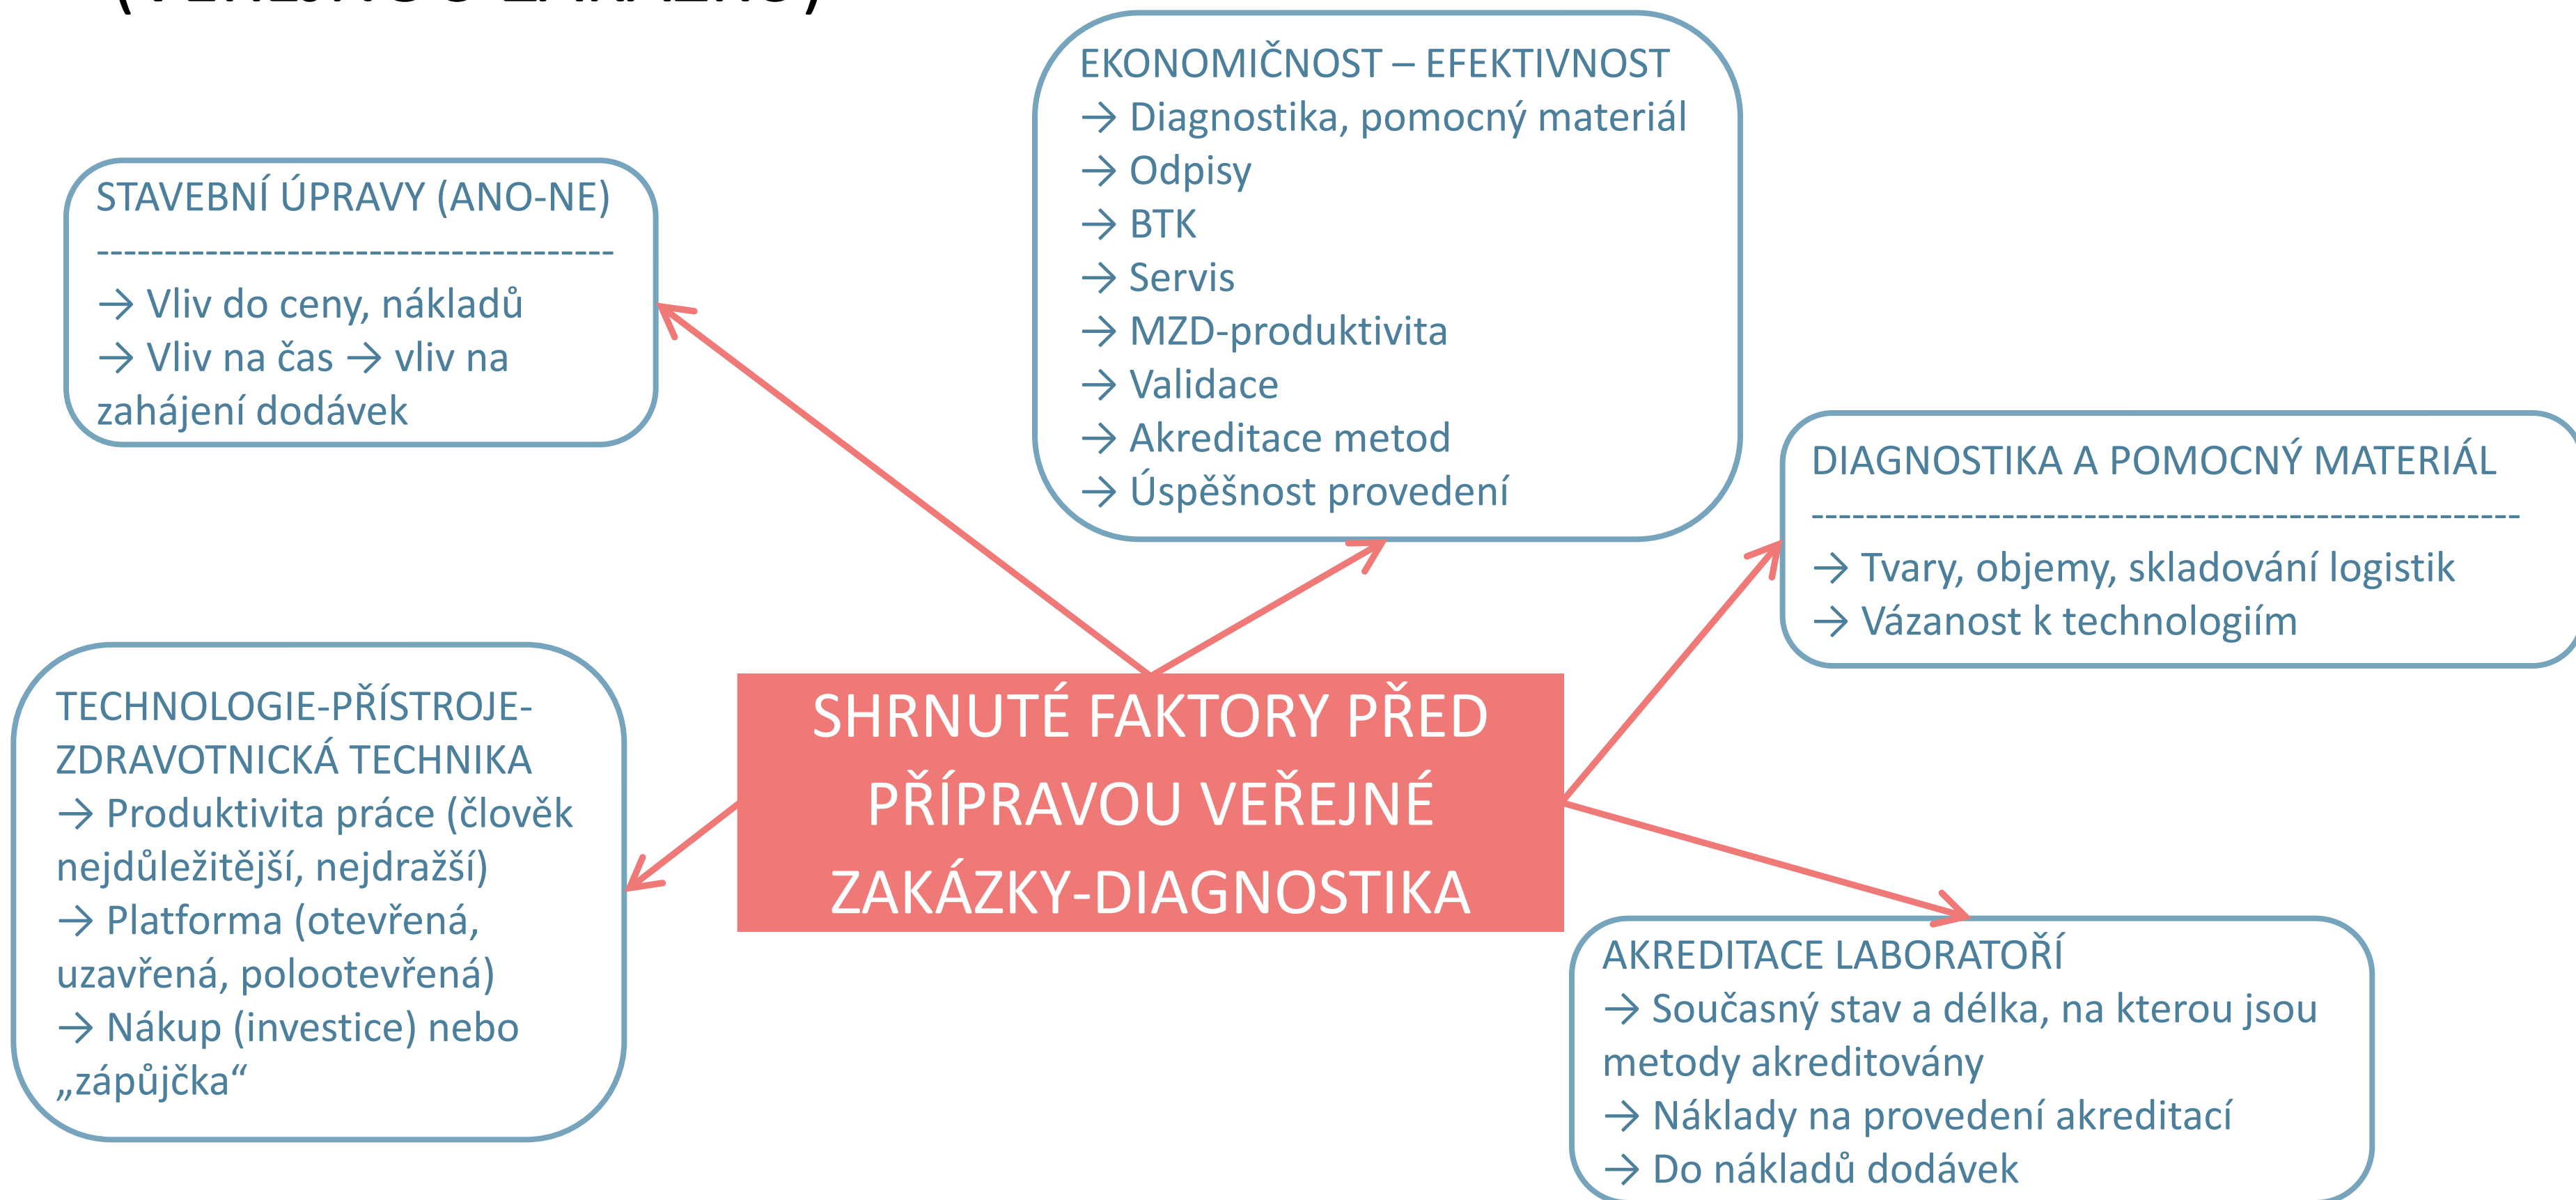 STAVEBNÍ ÚPRAVY (ANO-NE)
--------------------------------------
→ Vliv do ceny, nákladů
→ Vliv na čas → vliv na
zahájení dodávek
EKONOMIČNOST – EFEKTIVNOST
→ Diagnostika, pomocný materiál
→ Odpisy
→ BTK
→ Servis
→ MZD-produktivita
→ Validace
→ Akreditace metod
→ Úspěšnost provedení
DIAGNOSTIKA A POMOCNÝ MATERIÁL
----------------------------------------------------
→ Tvary, objemy, skladování logistik
→ Vázanost k technologiím
TECHNOLOGIE-PŘÍSTROJE-
ZDRAVOTNICKÁ TECHNIKA
→ Produktivita práce (člověk
nejdůležitější, nejdražší)
→ Platforma (otevřená,
uzavřená, polootevřená)
→ Nákup (investice) nebo
„zápůjčka“
SHRNUTÉ FAKTORY PŘED
PŘÍPRAVOU VEŘEJNÉ
ZAKÁZKY-DIAGNOSTIKA
AKREDITACE LABORATOŘÍ
→ Současný stav a délka, na kterou jsou
metody akreditovány
→ Náklady na provedení akreditací
→ Do nákladů dodávek